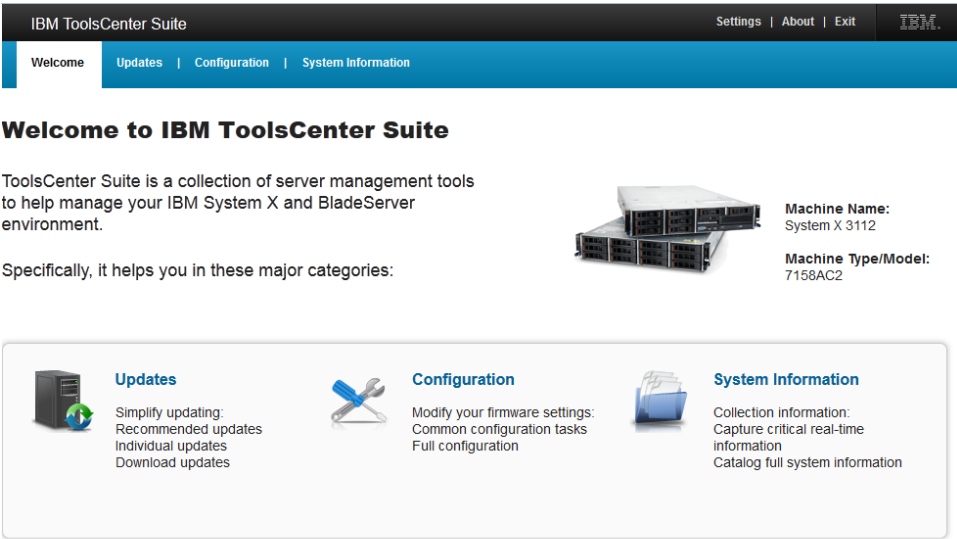 IBM ToolsCenter Suite
Settings | About | Exit
IBM.
Welcome
Updates | Configuration | System Information
Welcome to IBM ToolsCenter Suite
ToolsCenter Suite is a collection of server management tools
to help manage your IBM System X and BladeServer
environment.
Specifically, it helps you in these major categories:
Machine Name:
System X 3112
Machine Type/Model:
7158AC2
Updates
Simplify updating:
Recommended updates
Individual updates
Download updates
Configuration
Modify your firmware settings:
Common configuration tasks
Full configuration
System Information
Collection information:
Capture critical real-time
information
Catalog full system information